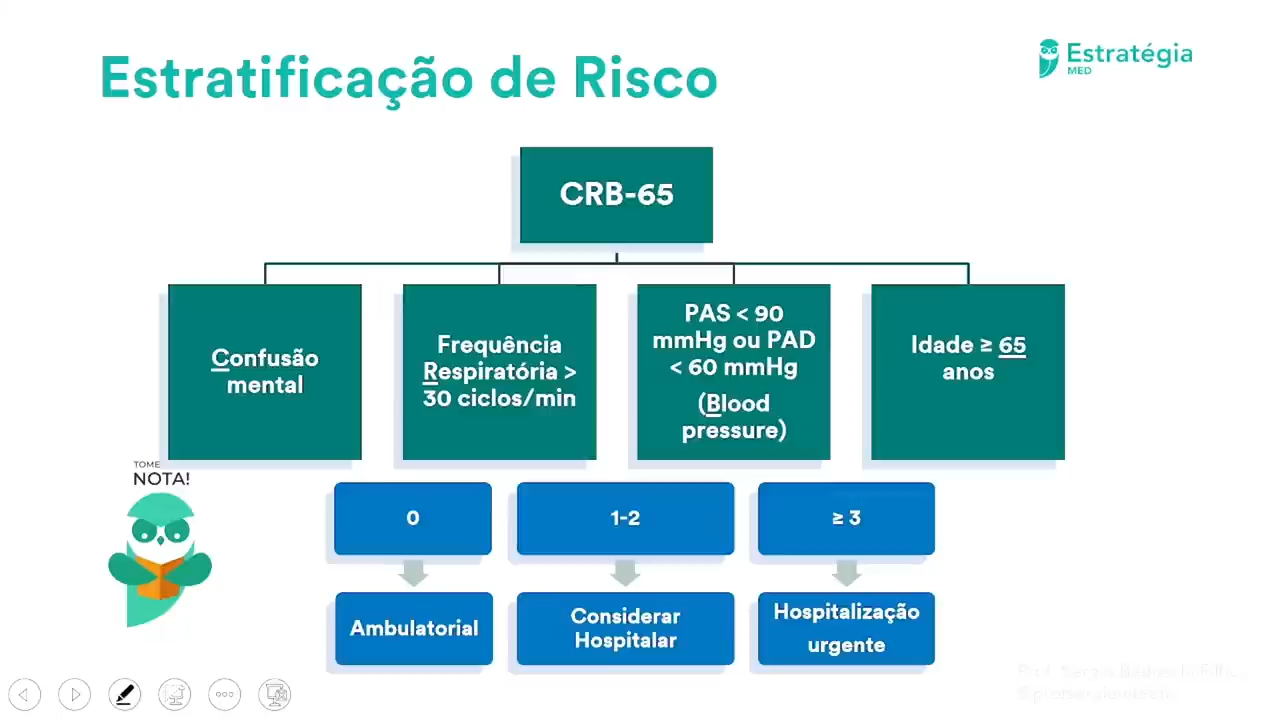 Estratificação de Risco
Estratégia
MED
CRB-65
Confusão
mental
Frequência
Respiratória >
30 ciclos/min
PAS < 90
mmHg ou PAD
< 60 mmHg
(Blood
pressure)
Idade ≥ 65
anos
TOME
NOTA!
0
1-2
≥ 3
Ambulatorial
Considerar
Hospitalar
Hospitalização
urgente
Prof.